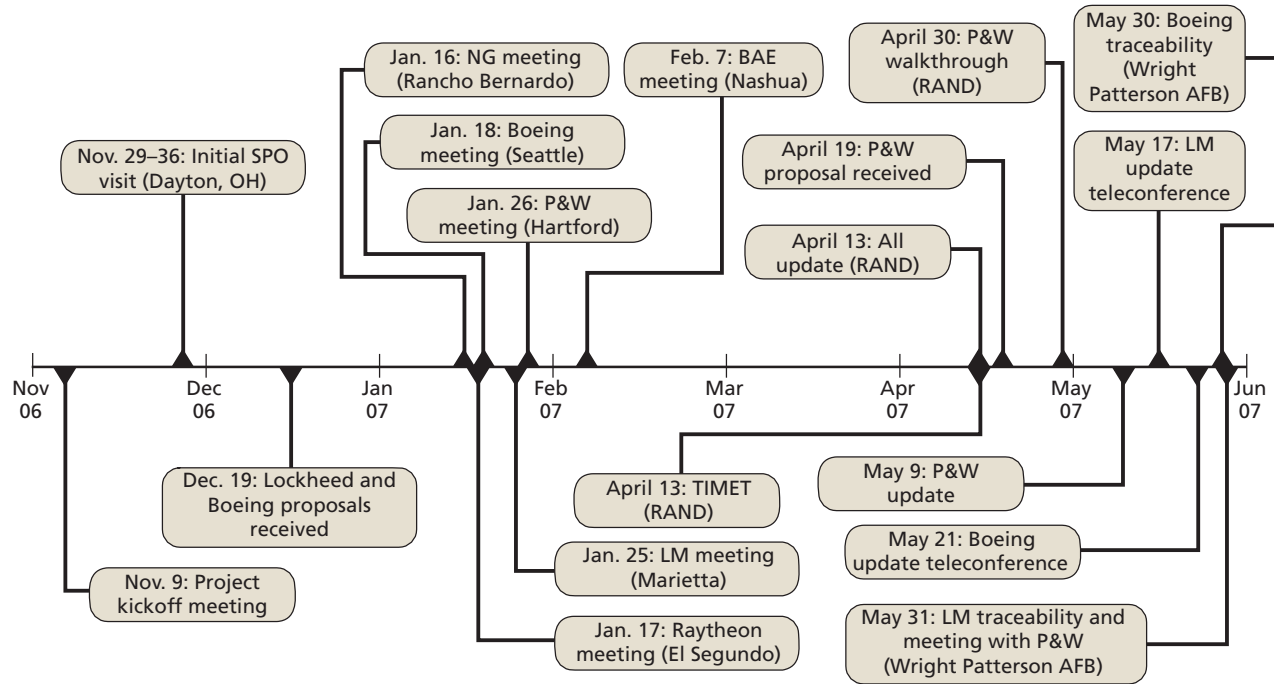 Jan. 16: NG meeting
(Rancho Bernardo)
Feb. 7: BAE
meeting (Nashua)
April 30: P&W
walkthrough
(RAND)
May 30: Boeing
traceability
(Wright
Patterson AFB)
Nov. 29–36: Initial SPO
visit (Dayton, OH)
Jan. 18: Boeing
meeting (Seattle)
April 19: P&W
proposal received
May 17: LM
update
teleconference
Jan. 26: P&W
meeting (Hartford)
April 13: All
update (RAND)
Nov
06
Dec
06
Jan
07
Feb
07
Mar
07
Apr
07
May
07
Jun
07
Dec. 19: Lockheed and
Boeing proposals
received
April 13: TIMET
(RAND)
May 9: P&W
update
Nov. 9: Project
kickoff meeting
Jan. 25: LM meeting
(Marietta)
May 21: Boeing
update teleconference
Jan. 17: Raytheon
meeting (El Segundo)
May 31: LM traceability and
meeting with P&W
(Wright Patterson AFB)